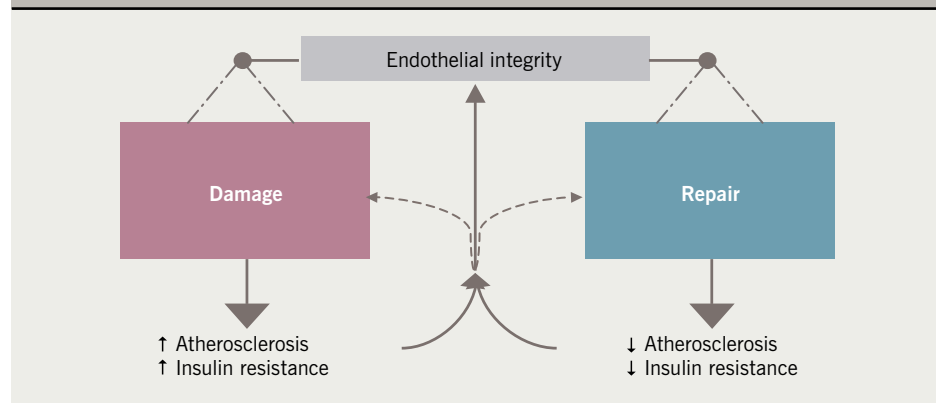 Endothelial integrity
Damage
Repair
↑ Atherosclerosis
↑ Insulin resistance
↓ Atherosclerosis
↓ Insulin resistance